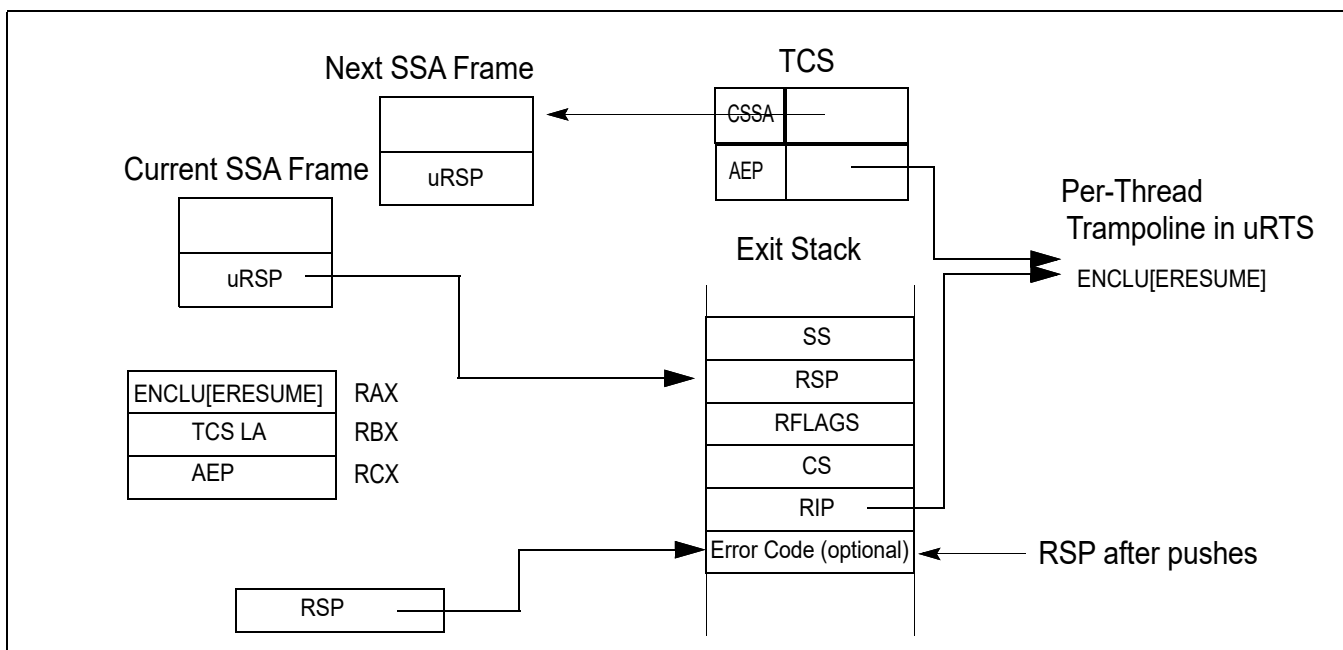 Next SSA Frame
TCS
CSSA
AEP
Current SSA Frame
uRSP
Per-Thread
Trampoline in uRTS
ENCLU[ERESUME]
Exit Stack
uRSP
SS
RSP
RFLAGS
CS
RIP
Error Code (optional)
ENCLU[ERESUME] RAX
TCS LA RBX
AEP RCX
RSP after pushes
RSP